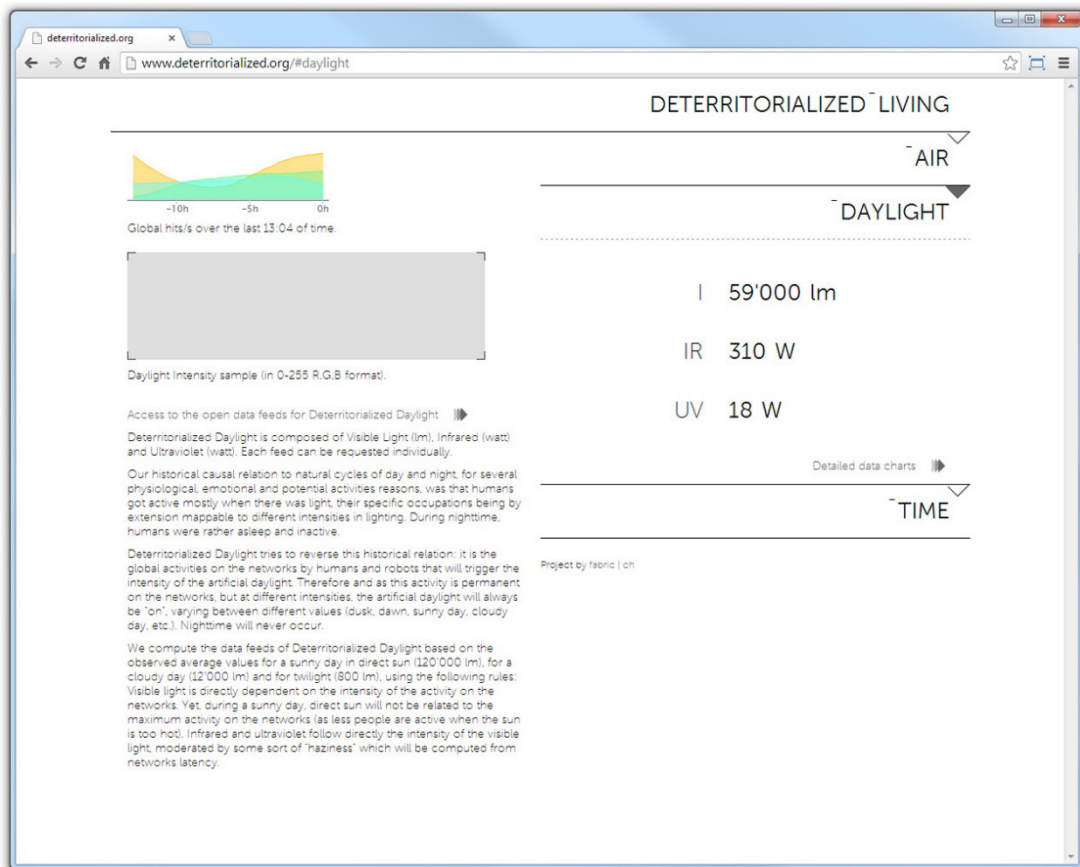 deterritorialized.org
www.deterritorialized.org/#daylight
DETERRITORIALIZED¯LIVING
¯AIR
¯DAYLIGHT
-10h -5h 0h
Global hits/s over the last 13:04 of time.
Daylight Intensity sample (in 0-255 R,G,B format).
Access to the open data feeds for Deterritorialized Daylight
Deterritorialized Daylight is composed of Visible Light (lm), Infrared (watt)
and Ultraviolet (watt). Each feed can be requested individually.
Our historical causal relation to natural cycles of day and night, for several
physiological, emotional and potential activities reasons, was that humans
got active mostly when there was light, their specific occupations being by
extension mappable to different intensities in lighting. During nighttime,
humans were rather asleep and inactive.
Deterritorialized Daylight tries to reverse this historical relation: it is the
global activities on the networks by humans and robots that will trigger the
intensity of the artificial daylight. Therefore and as this activity is permanent
on the networks, but at different intensities, the artificial daylight will always
be "on", varying between different values (dusk, dawn, sunny day, cloudy
day, etc.). Nighttime will never occur.
We compute the data feeds of Deterritorialized Daylight based on the
observed average values for a sunny day in direct sun (120'000 lm), for a
cloudy day (12'000 lm) and for twilight (800 lm), using the following rules:
Visible light is directly dependent on the intensity of the activity on the
networks. Yet, during a sunny day, direct sun will not be related to the
maximum activity on the networks (as less people are active when the sun
is too hot). Infrared and ultraviolet follow directly the intensity of the visible
light, moderated by some sort of "haziness" which will be computed from
networks latency.
I 59'000 lm
IR 310 W
UV 18 W
Detailed data charts
¯TIME
Project by fabric | ch